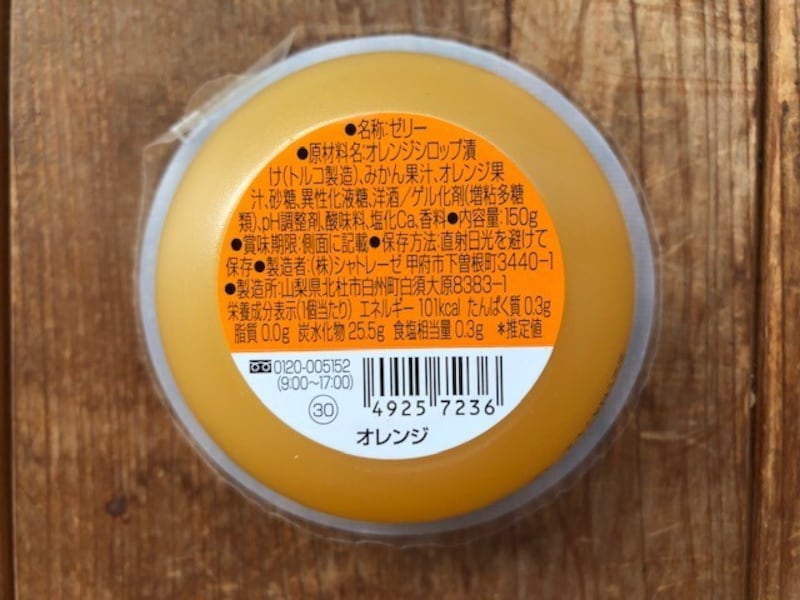 ●名称:ゼリー
●原材料名:オレンジシロップ漬
け(トルコ製造)、みかん果汁、オレンジ果
汁、砂糖、異性化液糖、洋酒/ゲル化剤(増粘多糖
類)、pH調整剤、酸味料、塩化Ca、香料●内容量:150g
●賞味期限:側面に記載●保存方法:直射日光を避けて
保存●製造者:(株)シャトレーゼ 甲府市下曽根町3440-1
●製造所:山梨県北杜市白州町白須大原8383-1
栄養成分表示(1個当たり) エネルギー 101kcal たんぱく質 0.3g
脂質 0.0g 炭水化物 25.5g 食塩相当量 0.3g *推定値
0120-005152
(9:00~17:00)
30
4925 7236
オレンジ